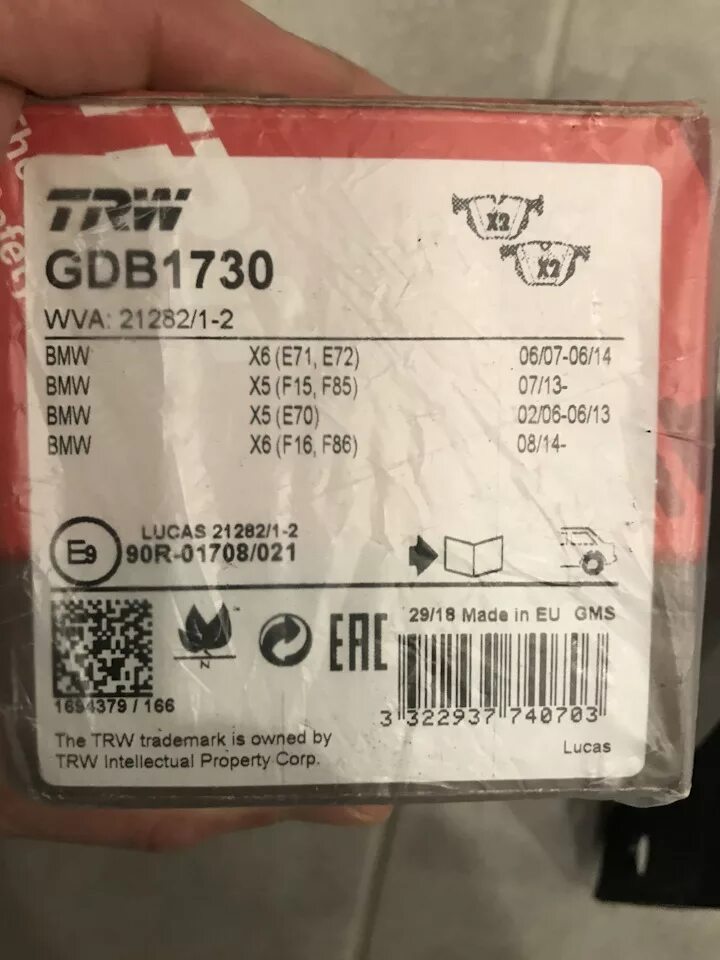 TRW
GDB1730
X2
X2
WVA: 21282/1-2
BMW X6 (E71, E72) 06/07-06/14
BMW X5 (F15, F85) 07/13-
BMW X5 (E70) 02/06-06/13
BMW X6 (F16, F86) 08/14-
LUCAS 21282/1-2
E9 90R-01708/021
29/18 Made in EU GMS
N
EAC
1694379 / 166
3 322937 740703
The TRW trademark is owned by
TRW Intellectual Property Corp.
Lucas